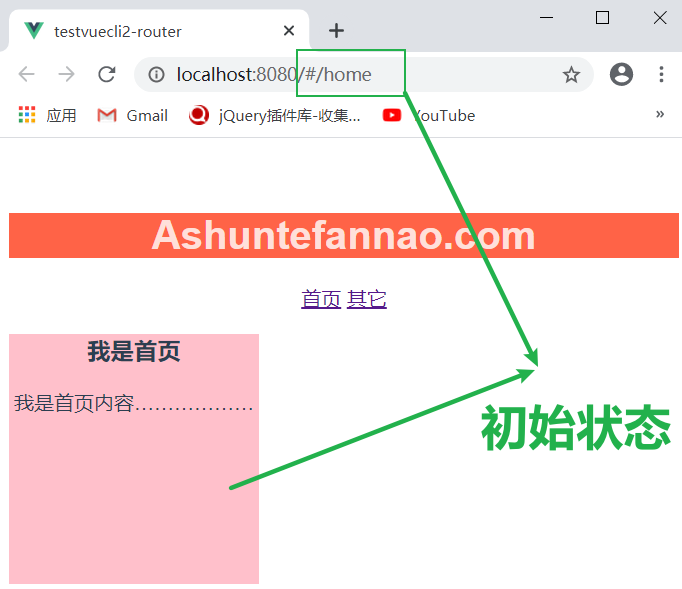 testvuecli2-router
localhost:8080/#/home
应用 Gmail jQuery插件库-收集... YouTube »
Ashuntefannao.com
首页 其它
我是首页
我是首页内容………………
初始状态